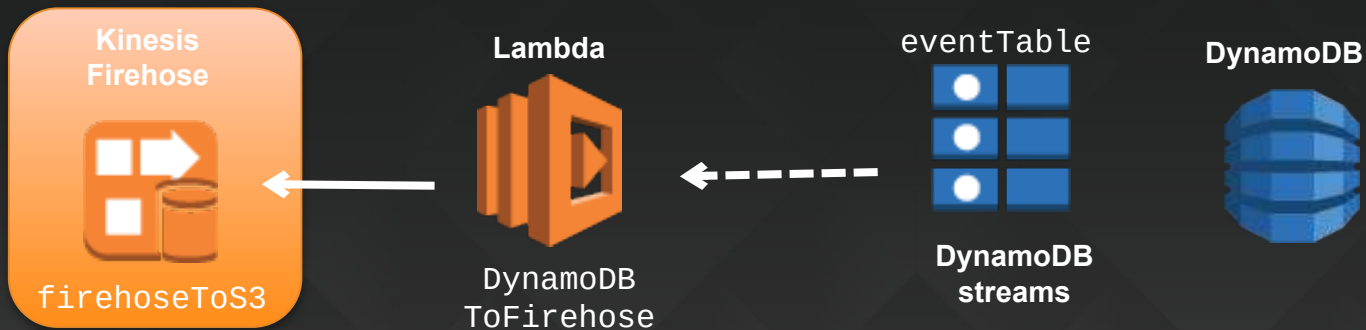 Kinesis
Firehose
firehoseToS3
Lambda
DynamoDB
ToFirehose
eventTable
DynamoDB
streams
DynamoDB